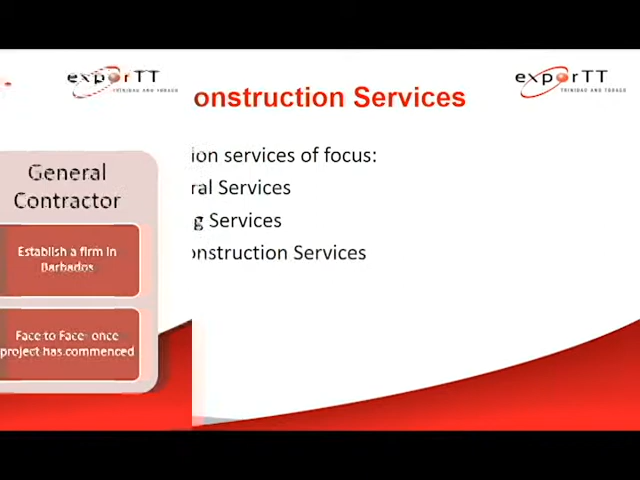 exporTT
TRINIDAD AND TOBAGO
General
Contractor
Establish a firm in
Barbados
Face to Face once
project has commenced
exporTT
TRINIDAD AND TOBAGO
onstruction Services
ion services of focus:
ral Services
g Services
onstruction Services